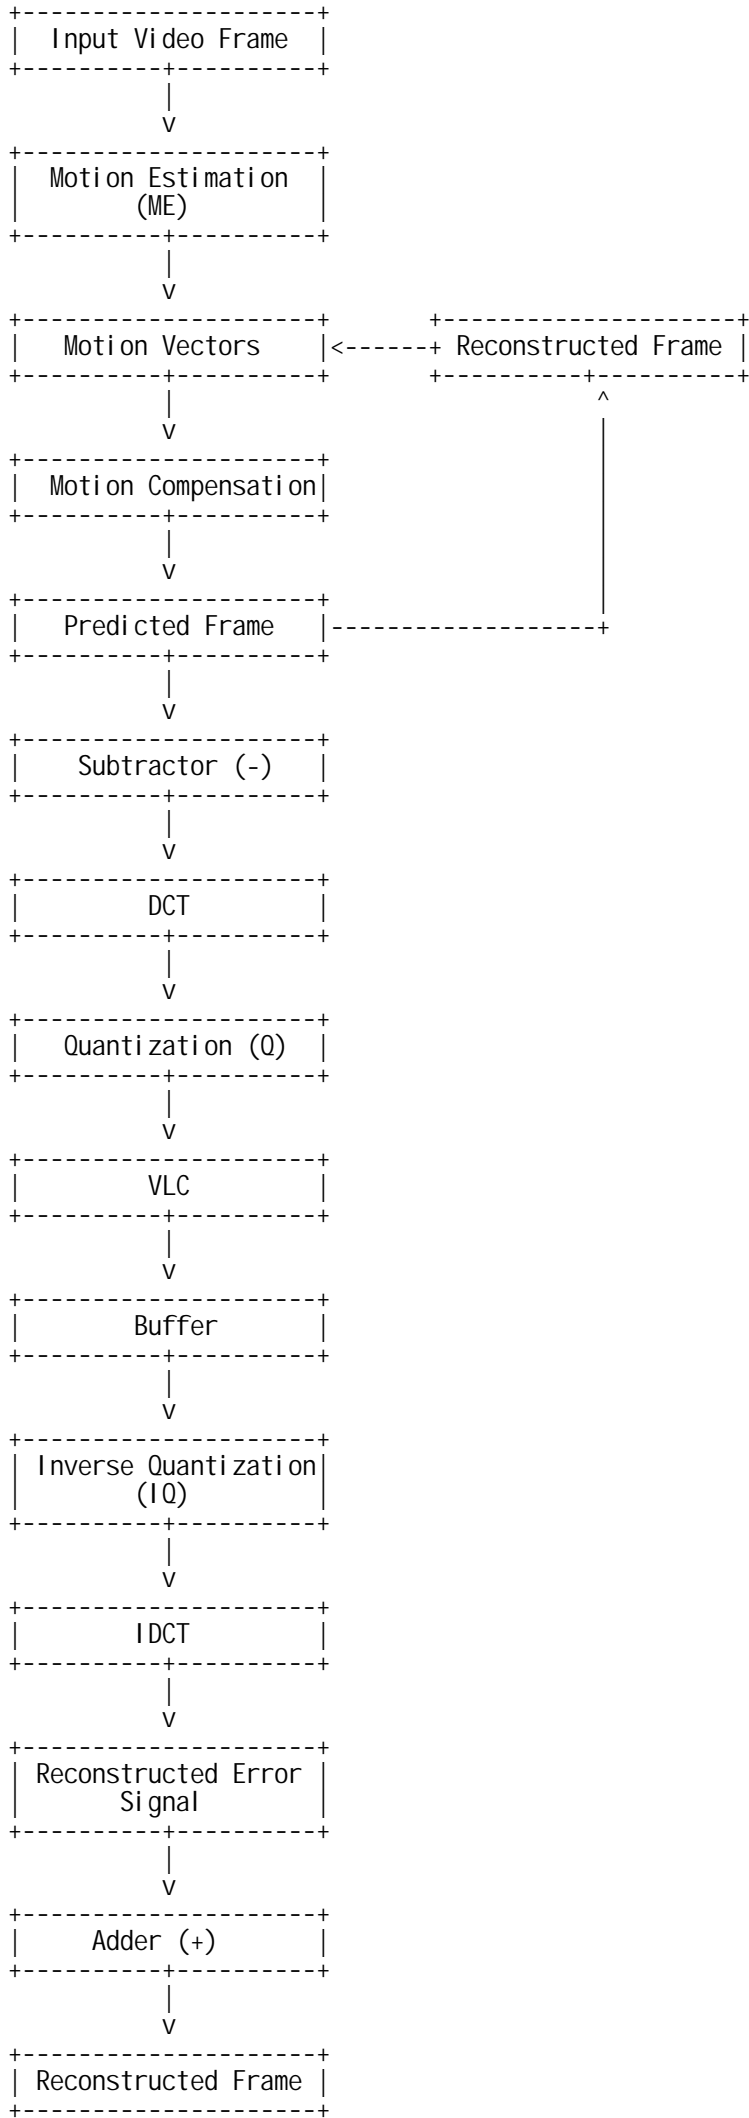 Input Video Frame
Motion Estimation
(ME)
Motion Vectors
Reconstructed Frame
Motion Compensation
Predicted Frame
Subtractor (-)
DCT
Quantization (Q)
VLC
Buffer
Inverse Quantization
(IQ)
IDCT
Reconstructed Error
Signal
Adder (+)
Reconstructed Frame